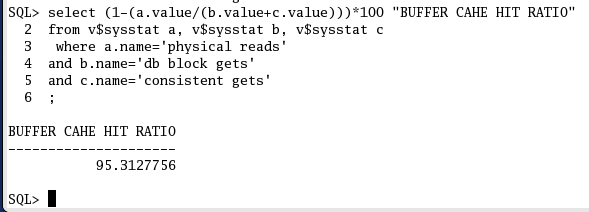 SQL> select (1-(a.value/(b.value+c.value)))*100 "BUFFER CAHE HIT RATIO"
  2  from v$sysstat a, v$sysstat b, v$sysstat c
  3   where a.name='physical reads'
  4  and b.name='db block gets'
  5  and c.name='consistent gets'
  6  ;
BUFFER CAHE HIT RATIO
---------------------
           95.3127756
SQL>